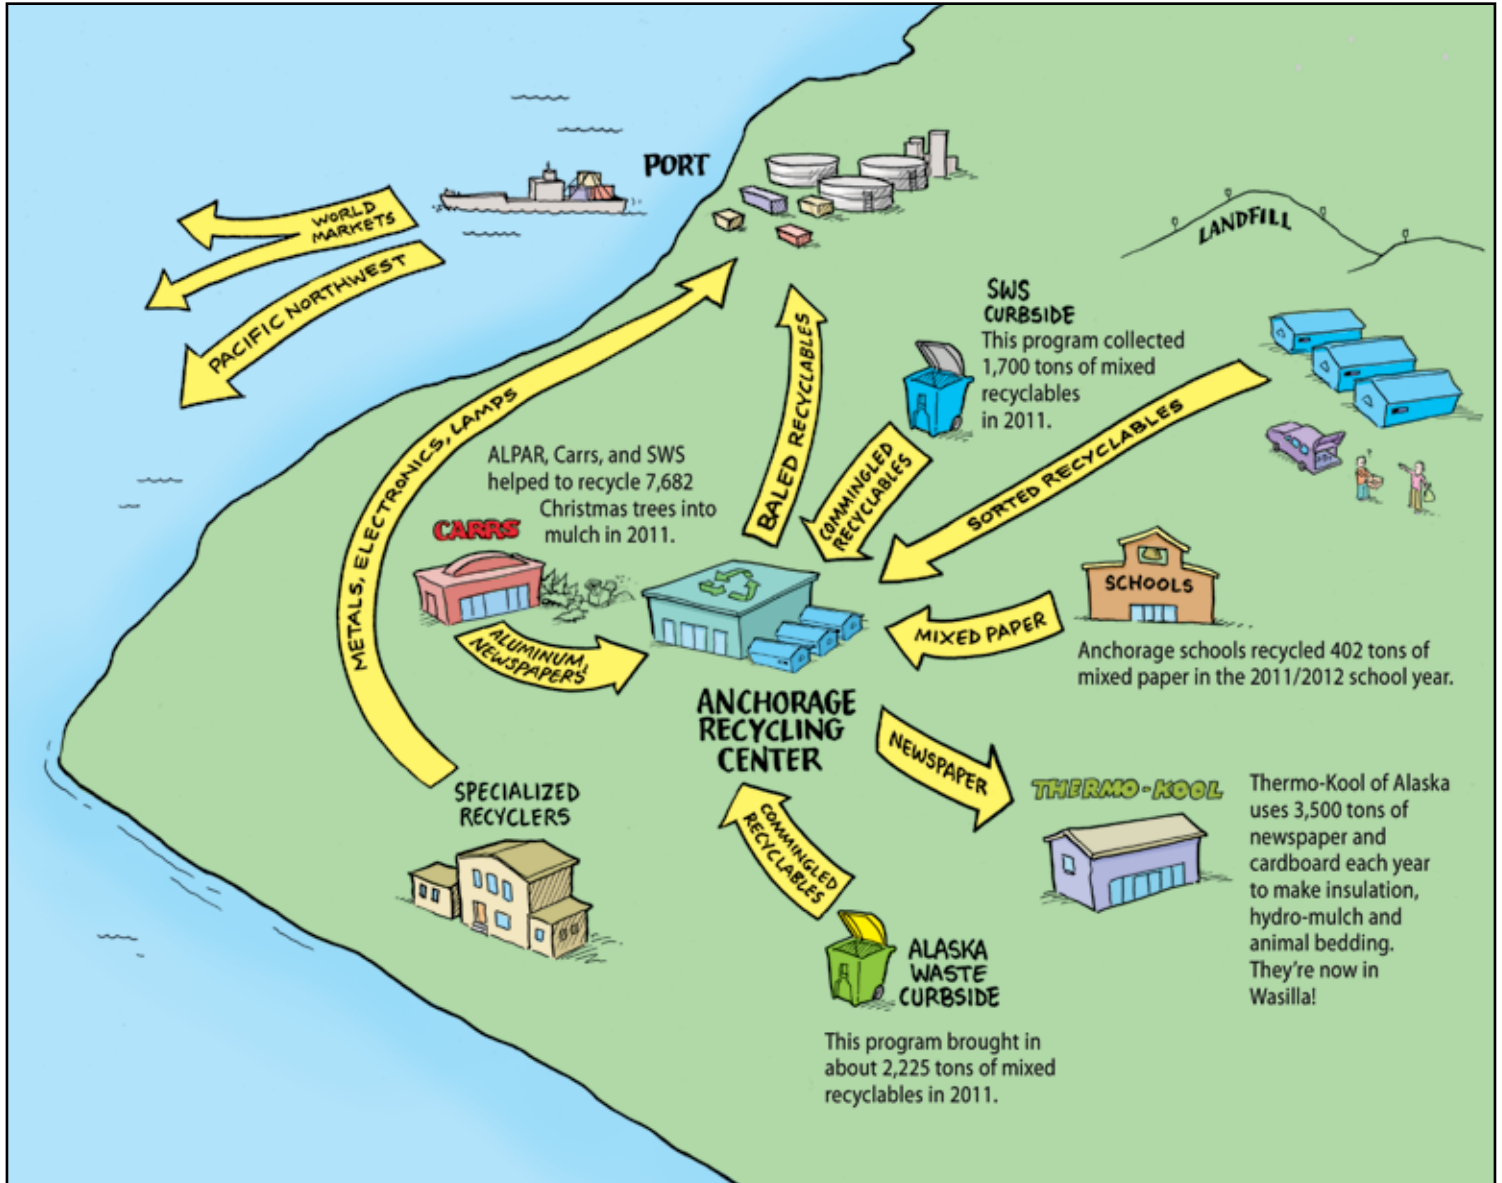 PORT
WORLD
MARKETS
PACIFIC NORTHWEST
LANDFILL
SWS
CURBSIDE
This program collected
1,700 tons of mixed
recyclables
in 2011.
METALS, ELECTRONICS, LAMPS
BALED RECYCLABLES
COMMINGLED
RECYCLABLES
SORTED RECYCLABLES
ALPAR, Carrs, and SWS
helped to recycle 7,682
Christmas trees into
mulch in 2011.
CARRS
ALUMINUM,
NEWSPAPERS
SCHOOLS
MIXED PAPER
Anchorage schools recycled 402 tons of
mixed paper in the 2011/2012 school year.
ANCHORAGE
RECYCLING
CENTER
NEWSPAPER
THERMO-KOOL
Thermo-Kool of Alaska
uses 3,500 tons of
newspaper and
cardboard each year
to make insulation,
hydro-mulch and
animal bedding.
They're now in
Wasilla!
SPECIALIZED
RECYCLERS
COMMINGLED
RECYCLABLES
ALASKA
WASTE
CURBSIDE
This program brought in
about 2,225 tons of mixed
recyclables in 2011.